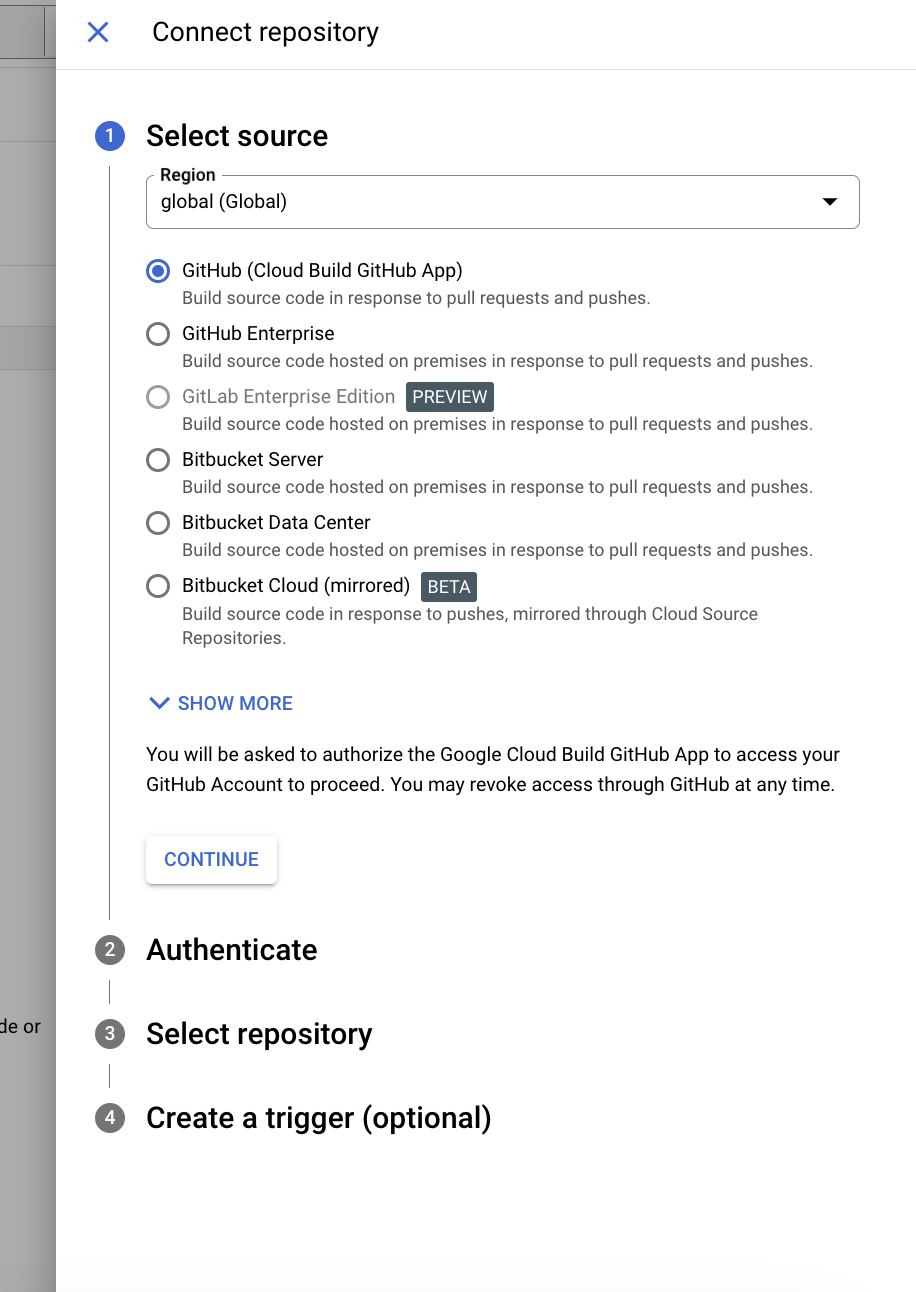 Connect repository
1 Select source
Region
global (Global)
GitHub (Cloud Build GitHub App)
Build source code in response to pull requests and pushes.
GitHub Enterprise
Build source code hosted on premises in response to pull requests and pushes.
GitLab Enterprise Edition PREVIEW
Build source code hosted on premises in response to pull requests and pushes.
Bitbucket Server
Build source code hosted on premises in response to pull requests and pushes.
Bitbucket Data Center
Build source code hosted on premises in response to pull requests and pushes.
Bitbucket Cloud (mirrored) BETA
Build source code in response to pushes, mirrored through Cloud Source
Repositories.
SHOW MORE
You will be asked to authorize the Google Cloud Build GitHub App to access your
GitHub Account to proceed. You may revoke access through GitHub at any time.
CONTINUE
2 Authenticate
de or
3 Select repository
4 Create a trigger (optional)